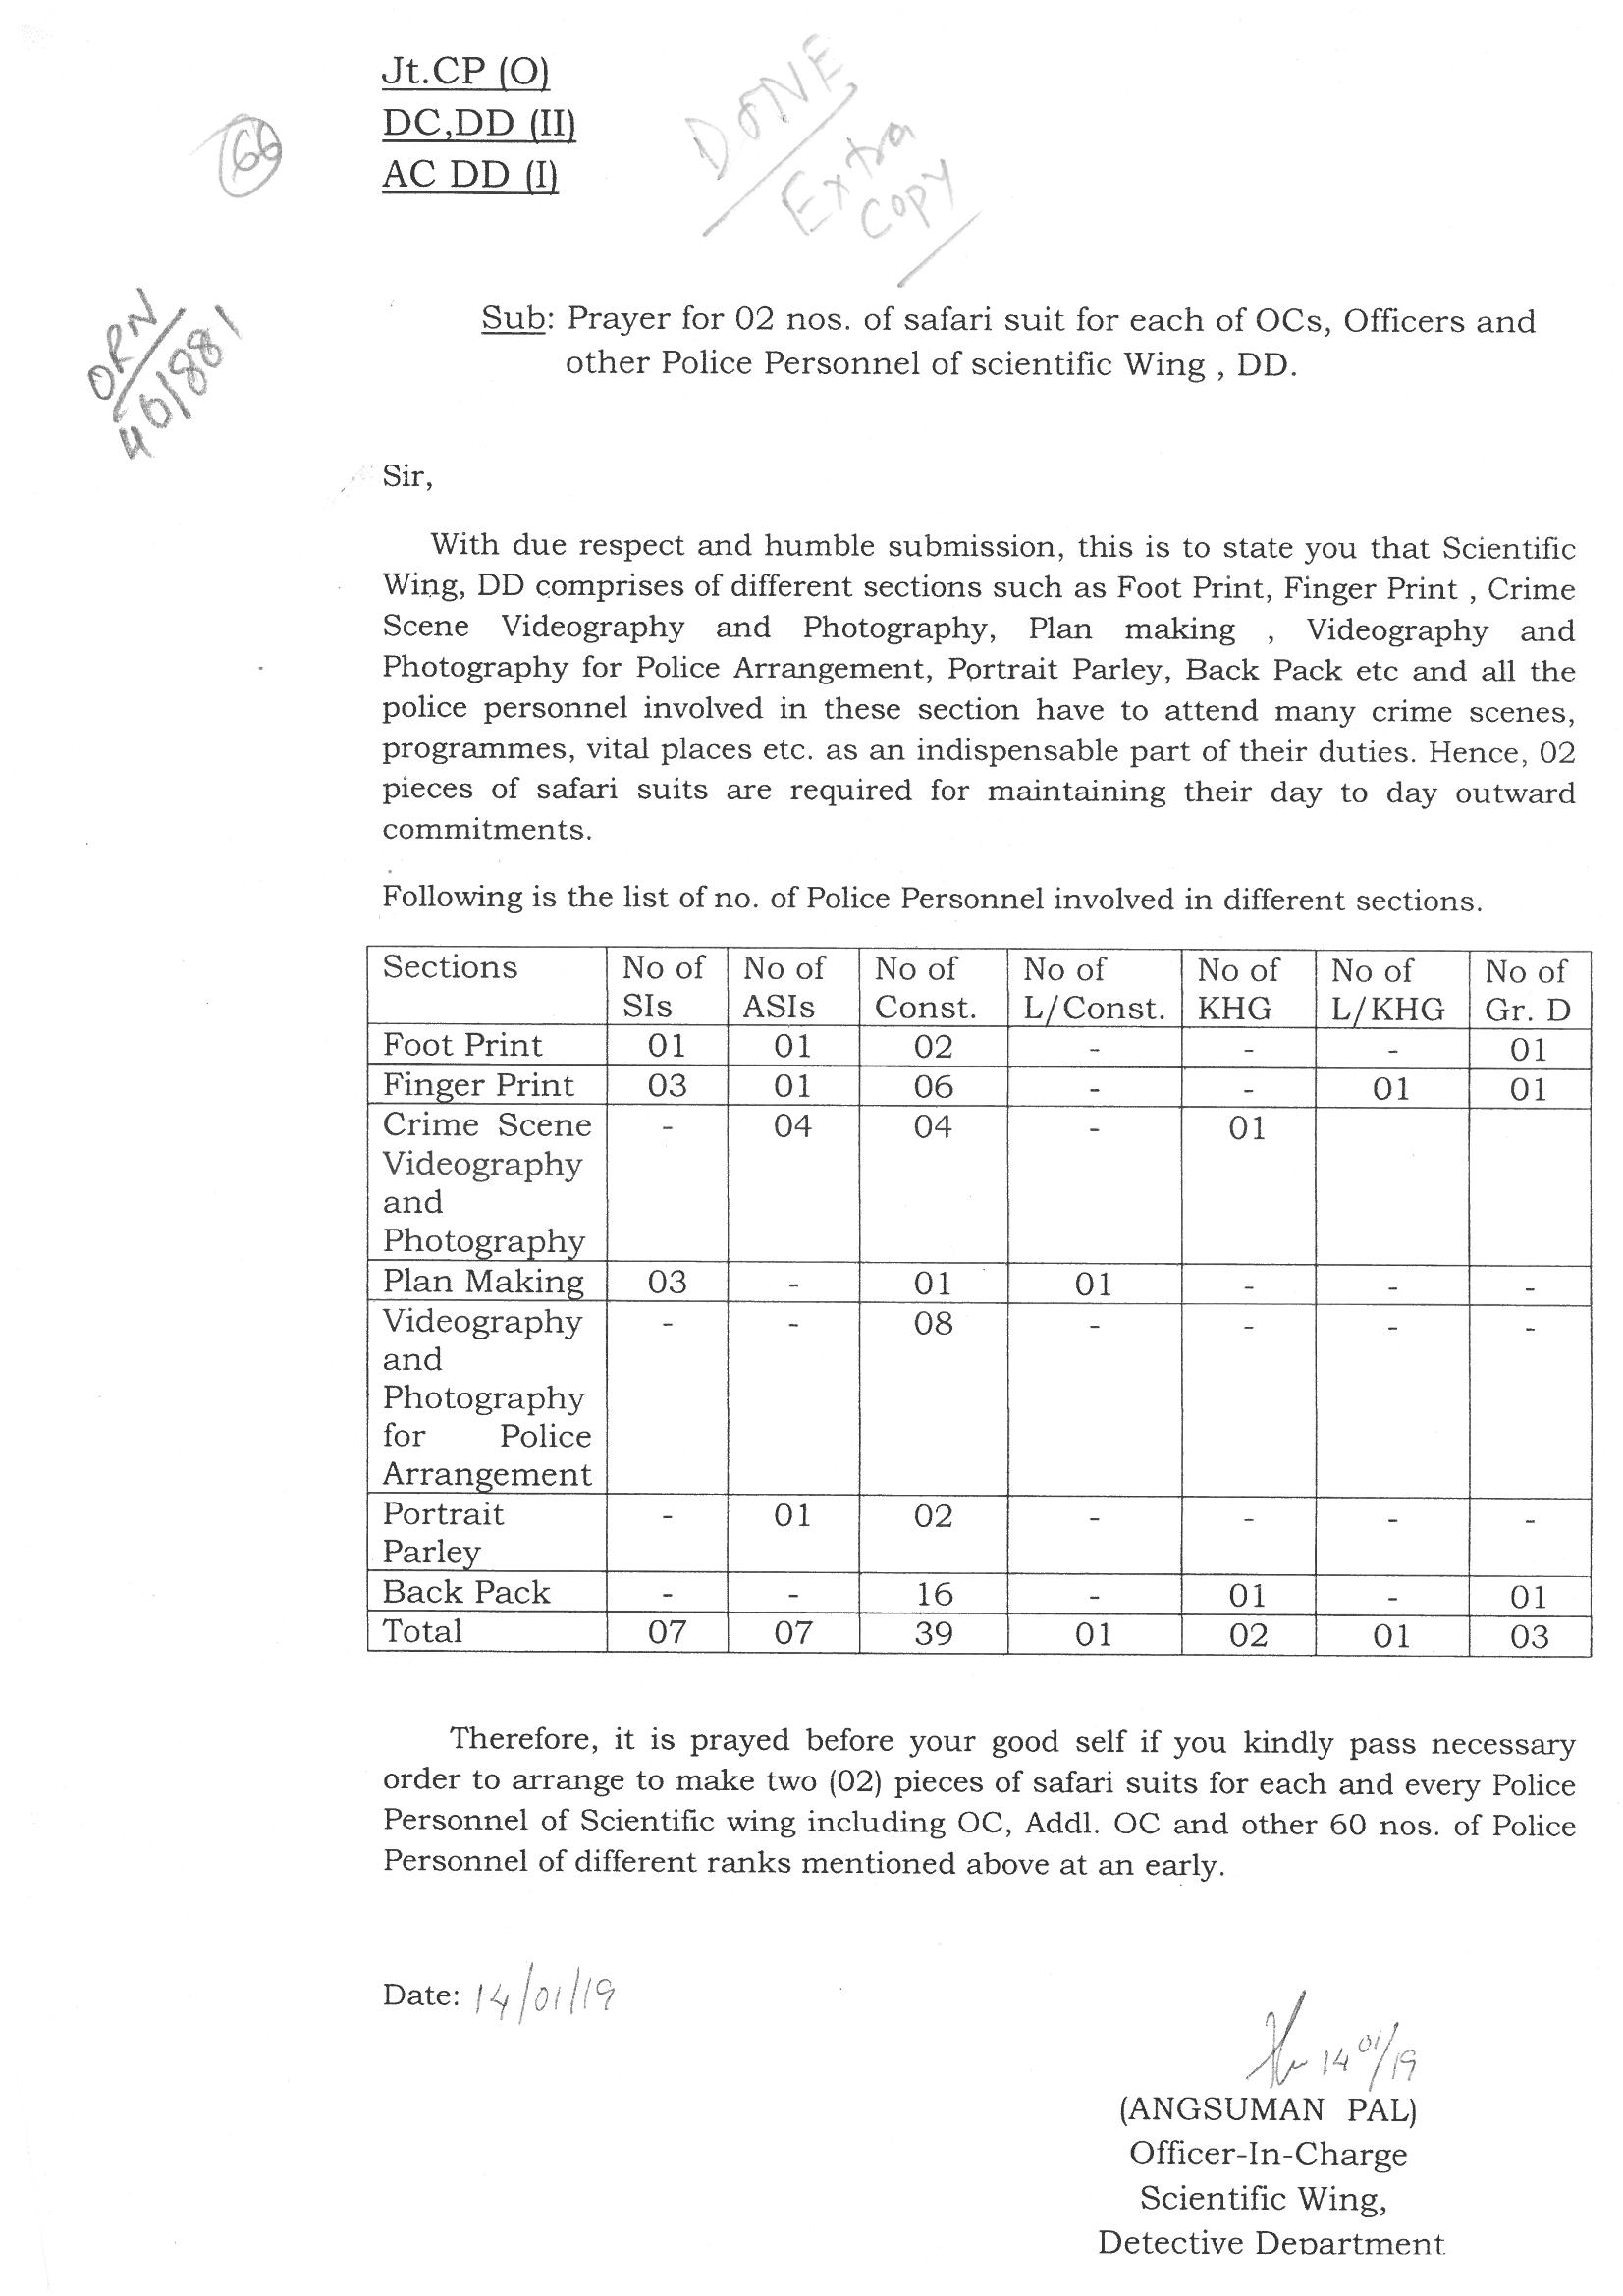 Jt.CP (O)
DC,DD (II)
AC DD (I)
66
DONE
Extra
COPY
ORN
40/881
Sub: Prayer for 02 nos. of safari suit for each of OCs, Officers and
other Police Personnel of scientific Wing , DD.
Sir,
With due respect and humble submission, this is to state you that Scientific
Wing, DD comprises of different sections such as Foot Print, Finger Print , Crime
Scene Videography and Photography, Plan making , Videography and
Photography for Police Arrangement, Portrait Parley, Back Pack etc and all the
police personnel involved in these section have to attend many crime scenes,
programmes, vital places etc. as an indispensable part of their duties. Hence, 02
pieces of safari suits are required for maintaining their day to day outward
commitments.
Following is the list of no. of Police Personnel involved in different sections.
Sections No of SIs No of ASIs No of Const. No of L/Const. No of KHG No of L/KHG No of Gr. D
Foot Print 01 01 02 - - - 01
Finger Print 03 01 06 - - 01 01
Crime Scene - 04 04 - 01
Videography
and
Photography
Plan Making 03 - 01 01 - - -
Videography - - 08 - - - -
and
Photography
for Police
Arrangement
Portrait - 01 02 - - - -
Parley
Back Pack - - 16 - 01 - 01
Total 07 07 39 01 02 01 03
Therefore, it is prayed before your good self if you kindly pass necessary
order to arrange to make two (02) pieces of safari suits for each and every Police
Personnel of Scientific wing including OC, Addl. OC and other 60 nos. of Police
Personnel of different ranks mentioned above at an early.
Date: 14/01/19
14 01/19
(ANGSUMAN PAL)
Officer-In-Charge
Scientific Wing,
Detective Department